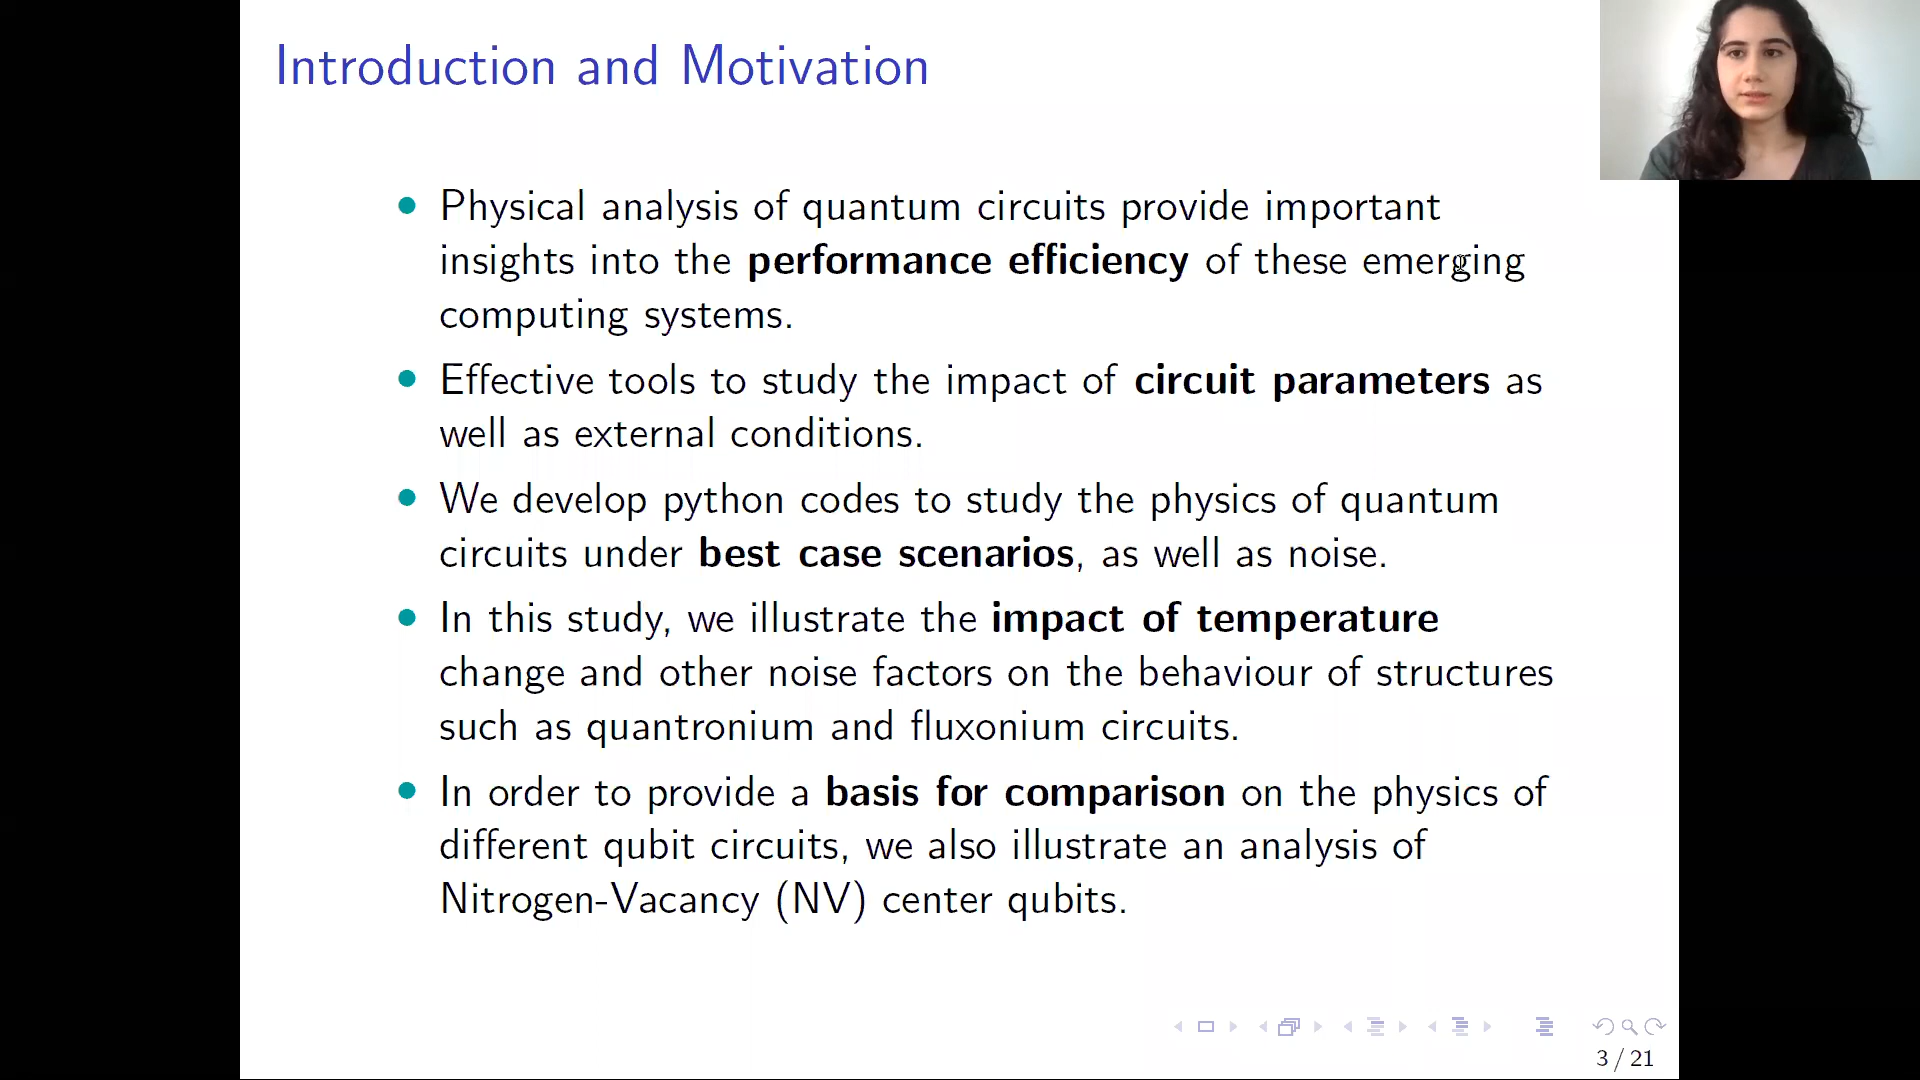 Introduction and Motivation
Physical analysis of quantum circuits provide important
insights into the performance efficiency of these emerging
computing systems.
Effective tools to study the impact of circuit parameters as
well as external conditions.
We develop python codes to study the physics of quantum
circuits under best case scenarios, as well as noise.
In this study, we illustrate the impact of temperature
change and other noise factors on the behaviour of structures
such as quantronium and fluxonium circuits.
In order to provide a basis for comparison on the physics of
different qubit circuits, we also illustrate an analysis of
Nitrogen-Vacancy (NV) center qubits.
3 / 21